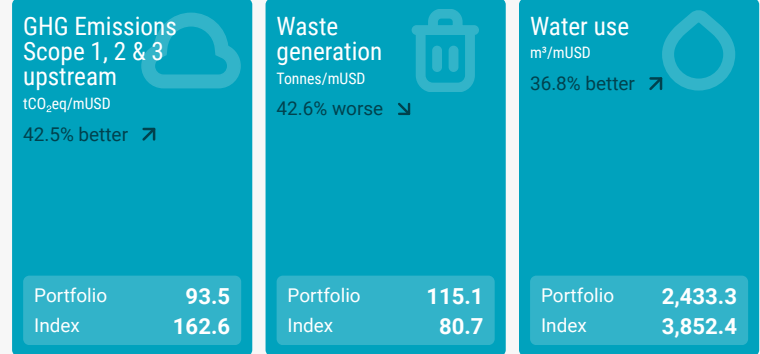 GHG Emissions
Scope 1, 2 & 3
upstream
tCO₂eq/mUSD
42.5% better
Portfolio 93.5
Index 162.6
Waste
generation
Tonnes/mUSD
42.6% worse
Portfolio 115.1
Index 80.7
Water use
m³/mUSD
36.8% better
Portfolio 2,433.3
Index 3,852.4